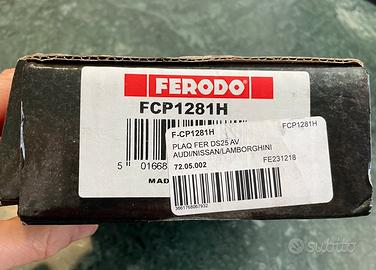 FERODO
FCP1281H
F-CP1281H
FCP1281H
PLAQ FER DS25 AV
AUDI/NISSAN/LAMBORGHINI
72.05.002
FE231218
5 01668
MAD
3661768067932
subito